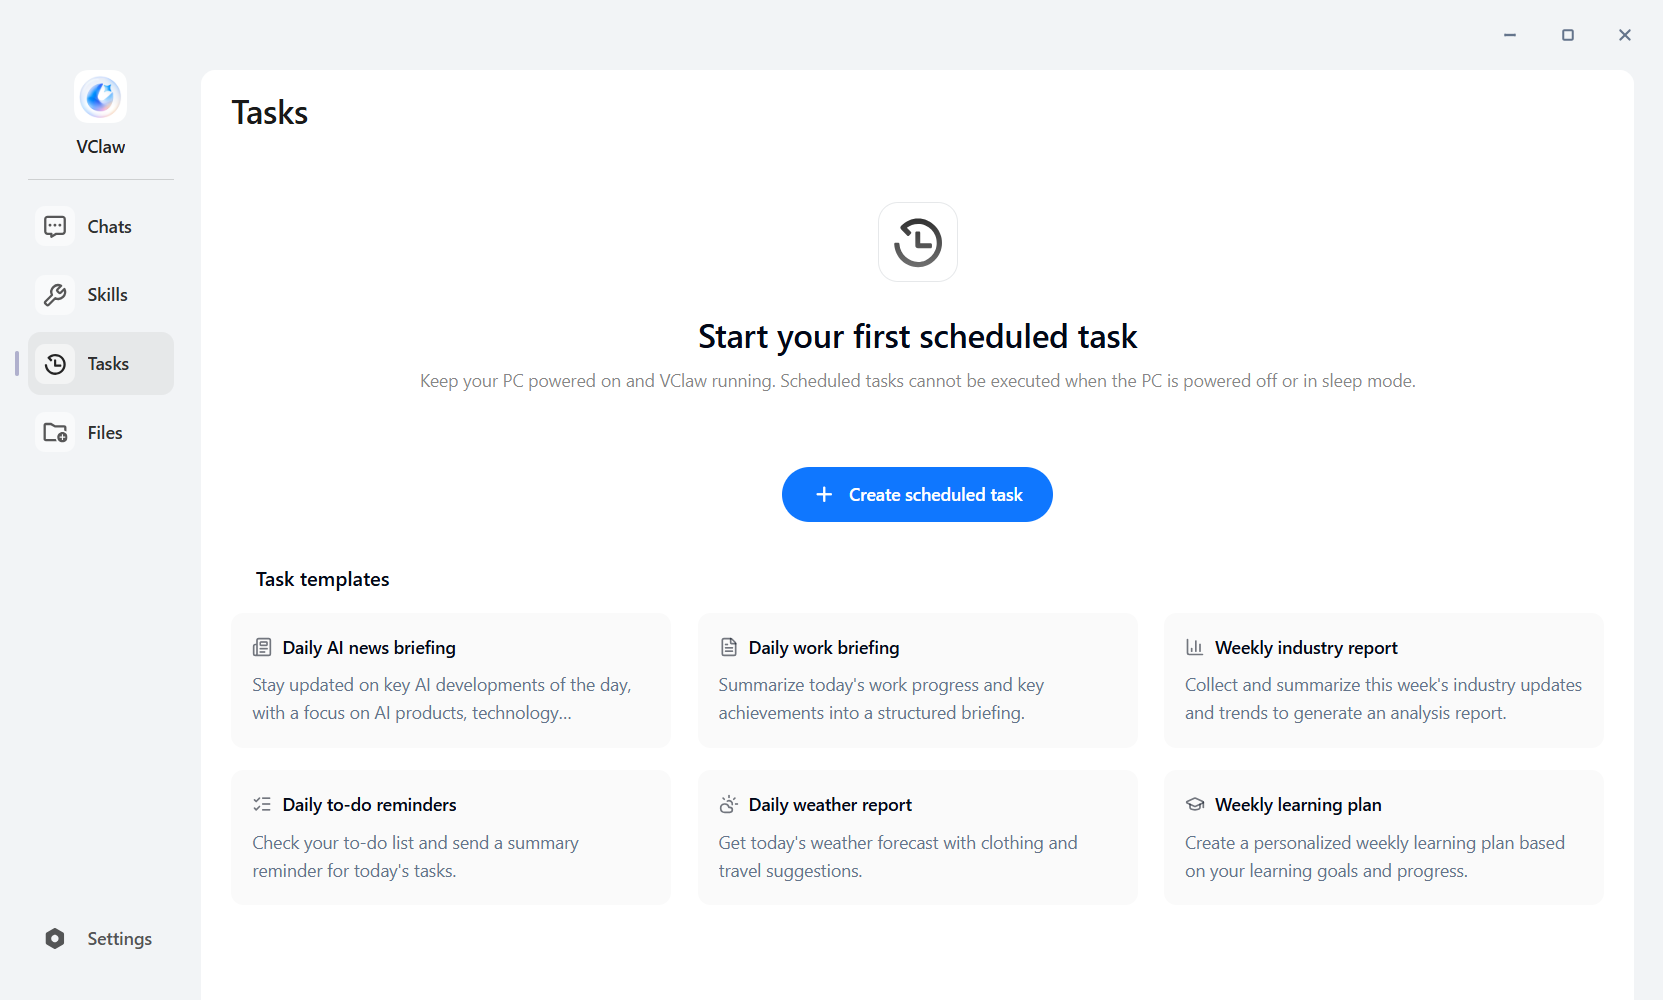 VClaw
Chats
Skills
Tasks
Files
Settings
Tasks
Start your first scheduled task
Keep your PC powered on and VClaw running. Scheduled tasks cannot be executed when the PC is powered off or in sleep mode.
Create scheduled task
Task templates
Daily AI news briefing
Stay updated on key AI developments of the day,
with a focus on AI products, technology...
Daily work briefing
Summarize today's work progress and key
achievements into a structured briefing.
Weekly industry report
Collect and summarize this week's industry updates
and trends to generate an analysis report.
Daily to-do reminders
Check your to-do list and send a summary
reminder for today's tasks.
Daily weather report
Get today's weather forecast with clothing and
travel suggestions.
Weekly learning plan
Create a personalized weekly learning plan based
on your learning goals and progress.